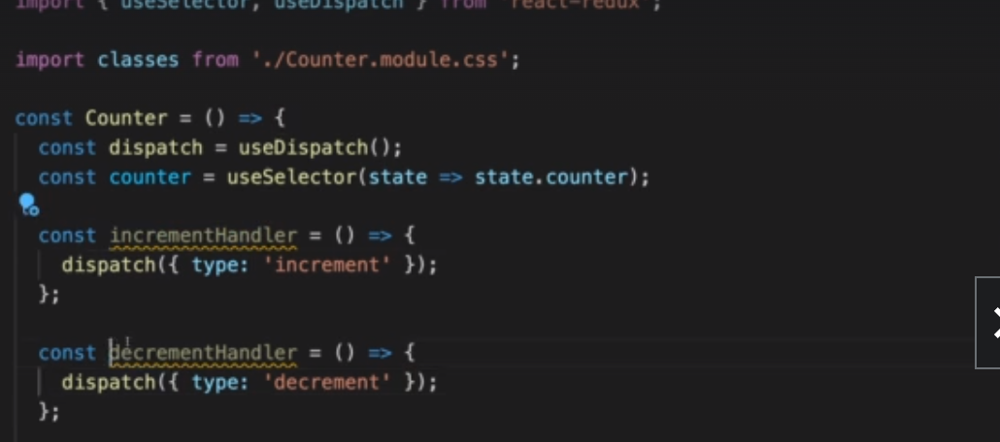 import { useSelector, useDispatch } from 'react-redux';
import classes from './Counter.module.css';
const Counter = () => {
const dispatch = useDispatch();
const counter = useSelector(state => state.counter);
const incrementHandler = () => {
dispatch({ type: 'increment' });
};
const decrementHandler = () => {
dispatch({ type: 'decrement' });
};